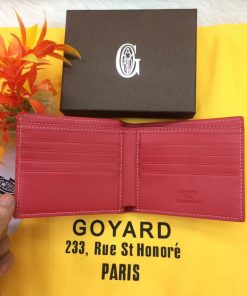 G
GOYARD
233, Rue St Honoré
PARIS